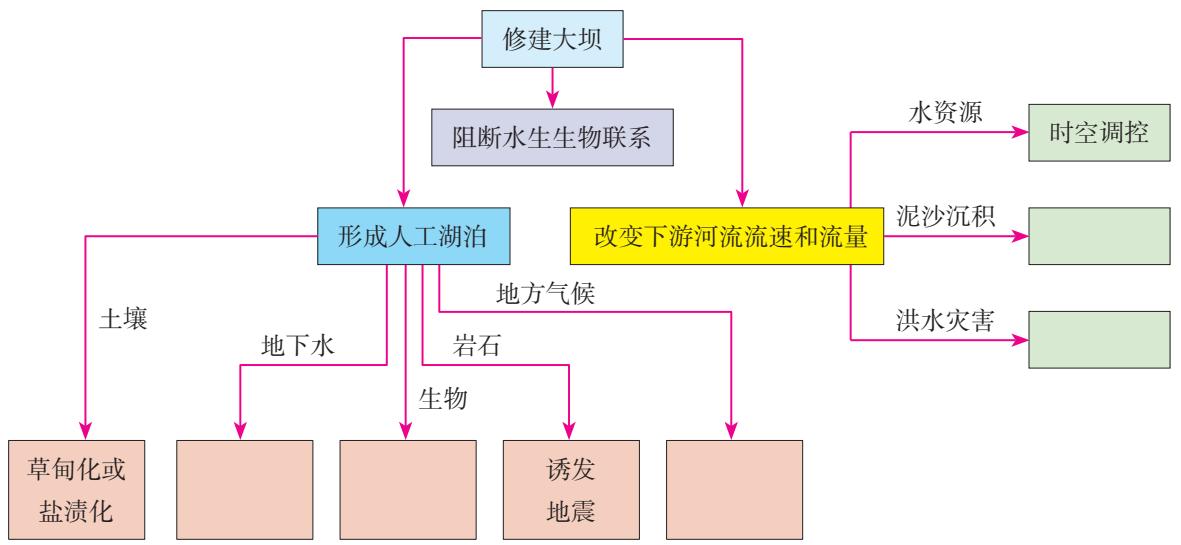 修建大坝
水资源
阻断水生生物联系
时空调控
泥沙沉积
形成人工湖泊
改变下游河流流速和流量
地方气候
土壤
地下水
岩石
洪水灾害
生物
草甸化或
盐渍化
诱发
地震